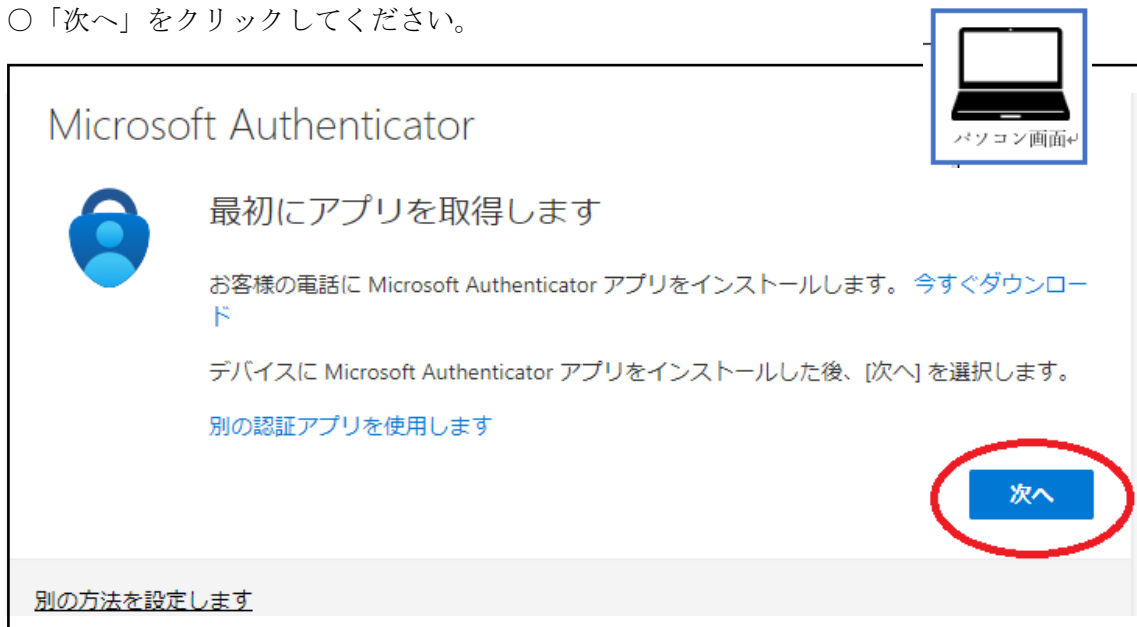 ○「次へ」をクリックしてください。
パソコン画面↵
Microsoft Authenticator
最初にアプリを取得します
お客様の電話に Microsoft Authenticator アプリをインストールします。 今すぐダウンロー
ド
デバイスに Microsoft Authenticator アプリをインストールした後、[次へ] を選択します。
別の認証アプリを使用します
次へ
別の方法を設定します